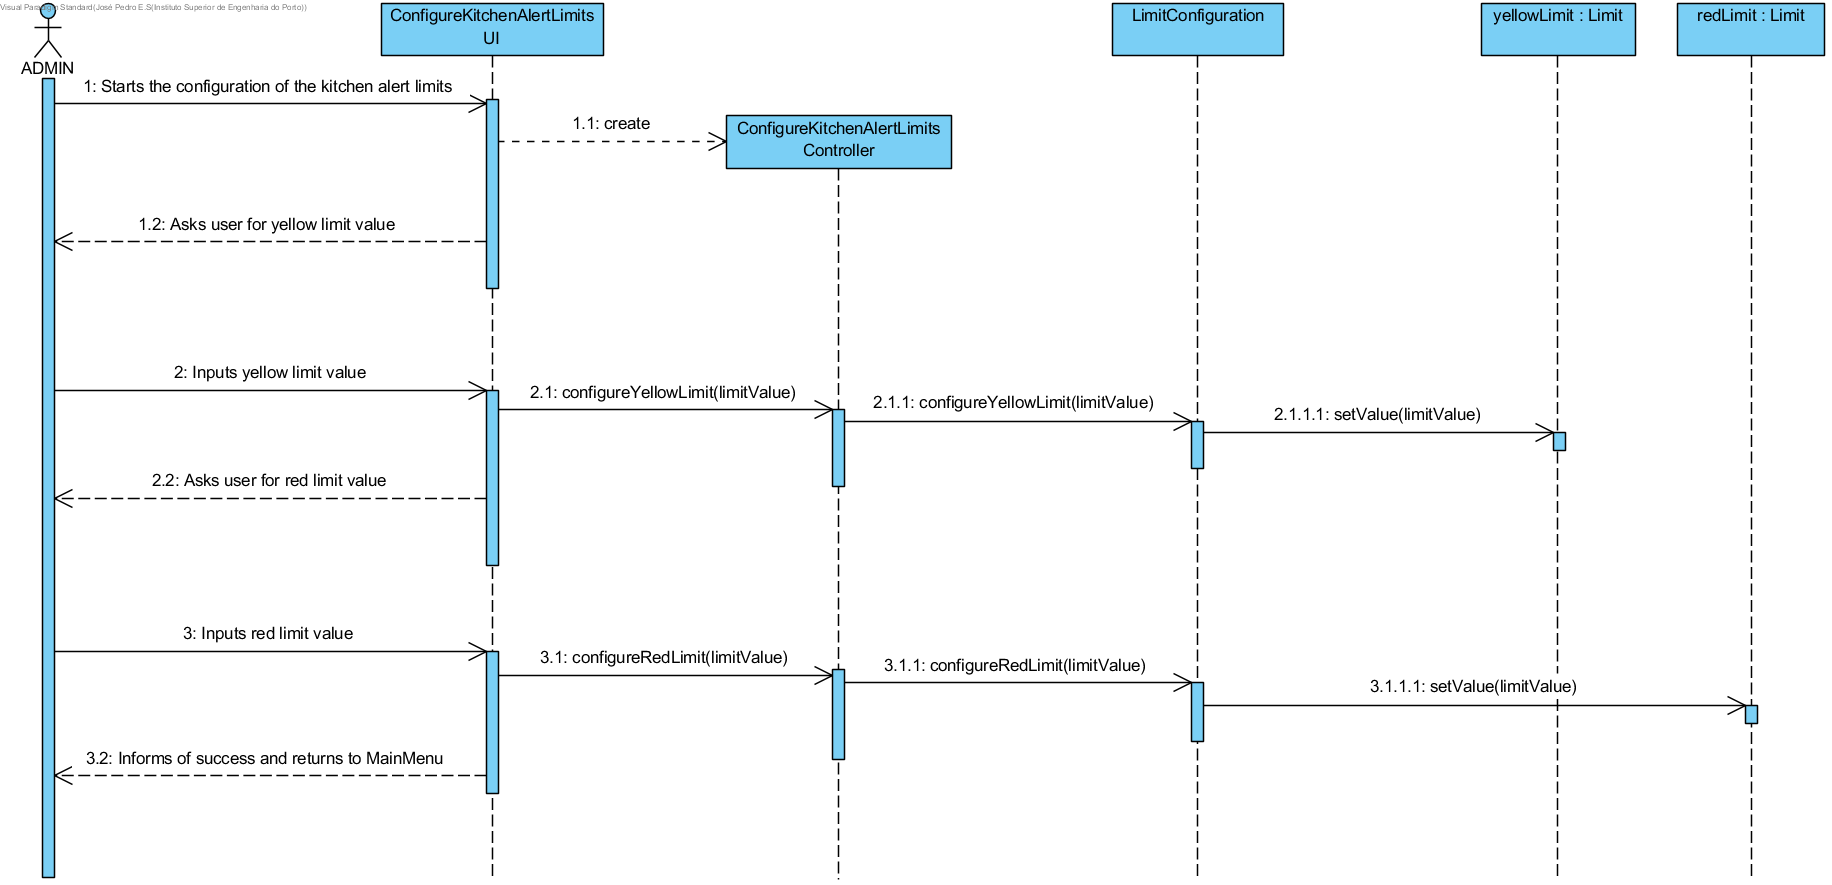 Visual Paradigm Standard(José Pedro E.S(Instituto Superior de Engenharia do Porto))
ADMIN
ConfigureKitchenAlertLimits
UI
LimitConfiguration
yellowLimit : Limit
redLimit : Limit
1: Starts the configuration of the kitchen alert limits
1.1: create
ConfigureKitchenAlertLimits
Controller
1.2: Asks user for yellow limit value
2: Inputs yellow limit value
2.1: configureYellowLimit(limitValue)
2.1.1: configureYellowLimit(limitValue)
2.1.1.1: setValue(limitValue)
2.2: Asks user for red limit value
3: Inputs red limit value
3.1: configureRedLimit(limitValue)
3.1.1: configureRedLimit(limitValue)
3.1.1.1: setValue(limitValue)
3.2: Informs of success and returns to MainMenu